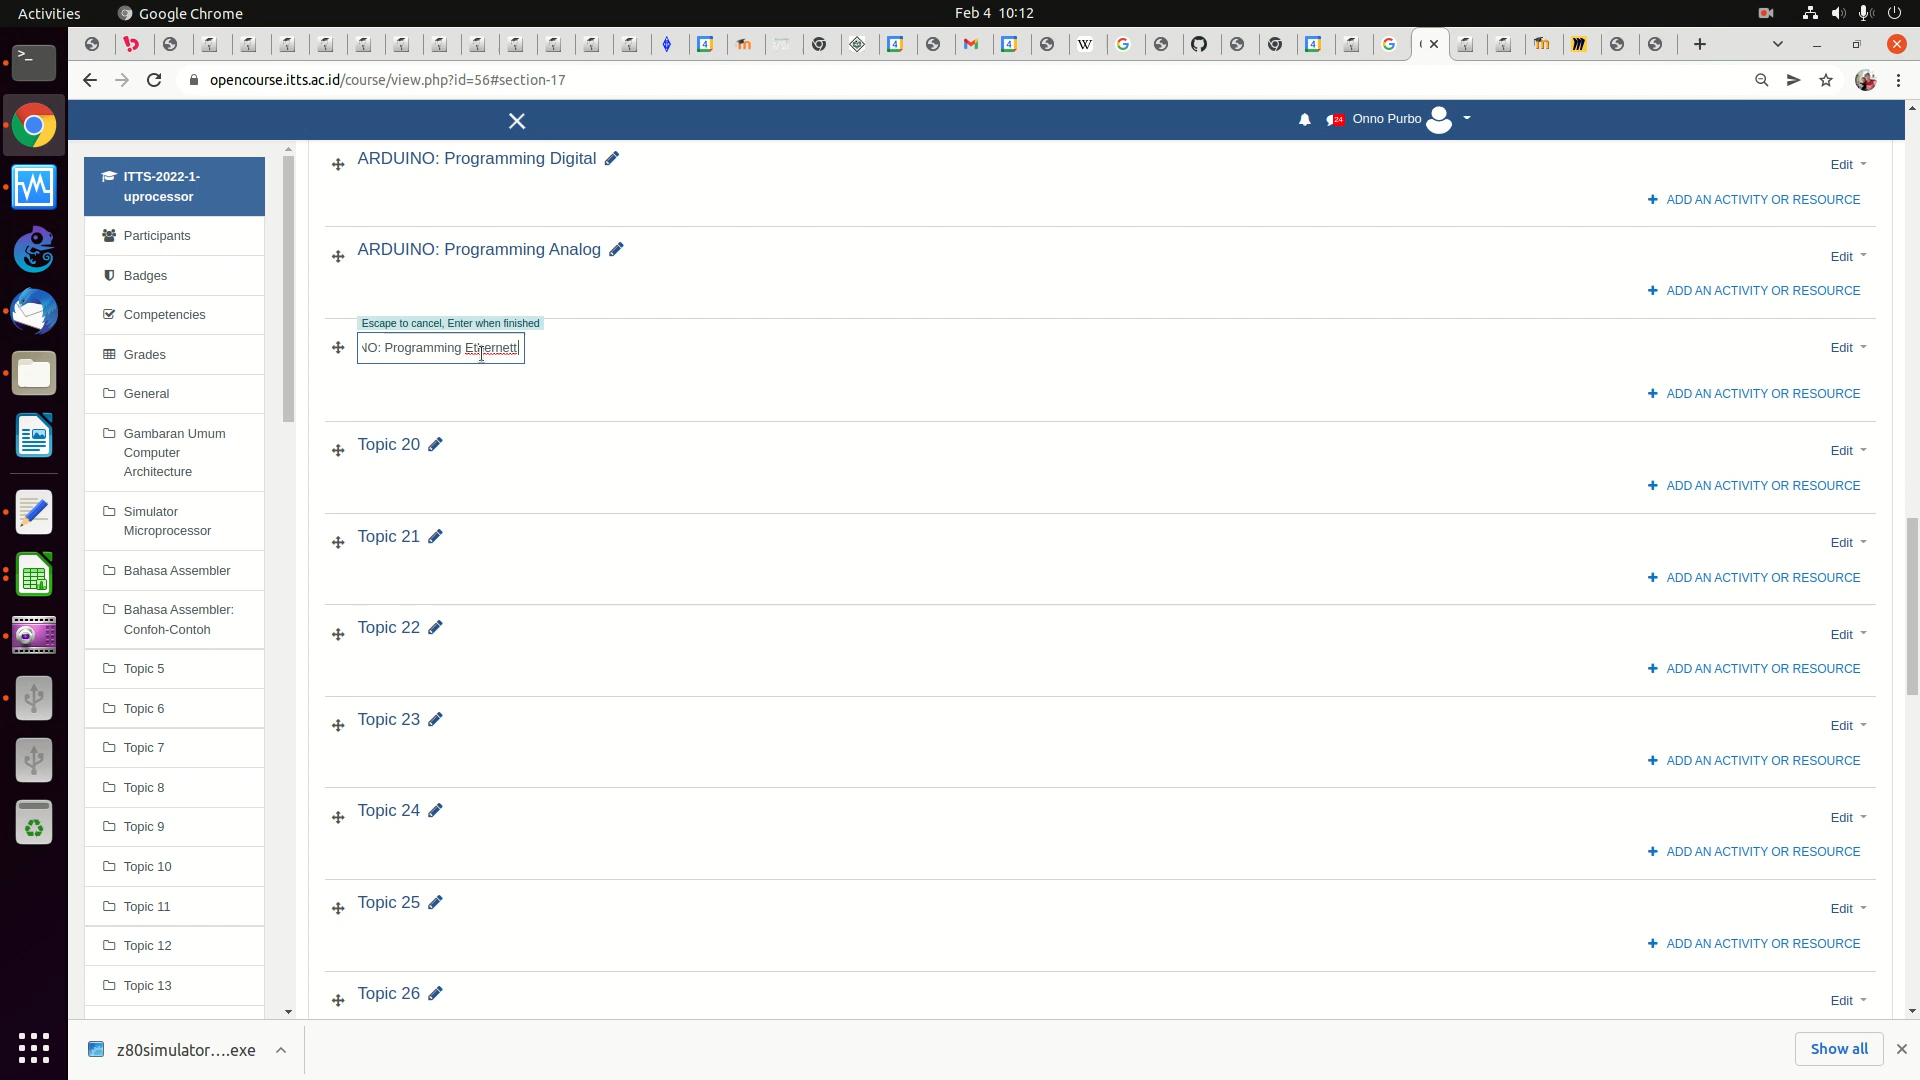 Activities
Google Chrome
Feb 4 10:12
opencourse.itts.ac.id/course/view.php?id=56#section-17
24
Onno Purbo
ITTS-2022-1-
uprocessor
Participants
Badges
Competencies
Grades
General
Gambaran Umum
Computer
Architecture
Simulator
Microprocessor
Bahasa Assembler
Bahasa Assembler:
Confoh-Contoh
Topic 5
Topic 6
Topic 7
Topic 8
Topic 9
Topic 10
Topic 11
Topic 12
Topic 13
ARDUINO: Programming Digital
Edit
ADD AN ACTIVITY OR RESOURCE
ARDUINO: Programming Analog
Edit
ADD AN ACTIVITY OR RESOURCE
Escape to cancel, Enter when finished
NO: Programming Ethernett
Edit
ADD AN ACTIVITY OR RESOURCE
Topic 20
Edit
ADD AN ACTIVITY OR RESOURCE
Topic 21
Edit
ADD AN ACTIVITY OR RESOURCE
Topic 22
Edit
ADD AN ACTIVITY OR RESOURCE
Topic 23
Edit
ADD AN ACTIVITY OR RESOURCE
Topic 24
Edit
ADD AN ACTIVITY OR RESOURCE
Topic 25
Edit
ADD AN ACTIVITY OR RESOURCE
Topic 26
Edit
z80simulator....exe
Show all